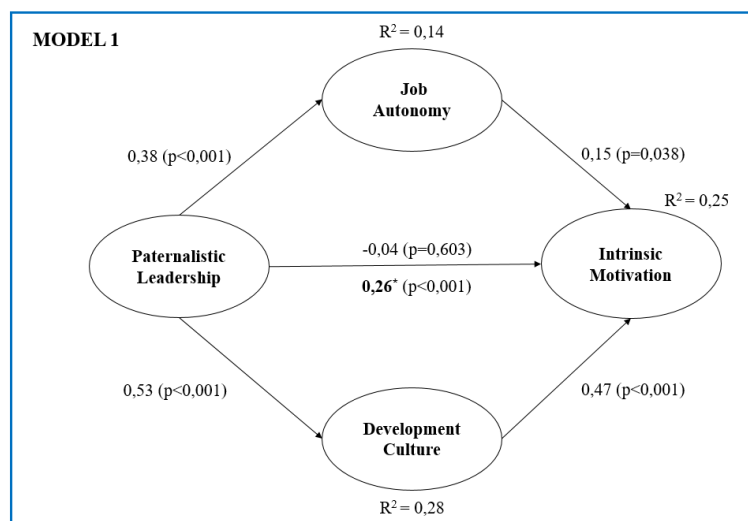 MODEL 1
R² = 0,14
Job
Autonomy
0,38 (p<0,001)
0,15 (p=0,038)
R² = 0,25
Paternalistic
Leadership
-0,04 (p=0,603)
0,26* (p<0,001)
Intrinsic
Motivation
0,53 (p<0,001)
0,47 (p<0,001)
Development
Culture
R² = 0,28